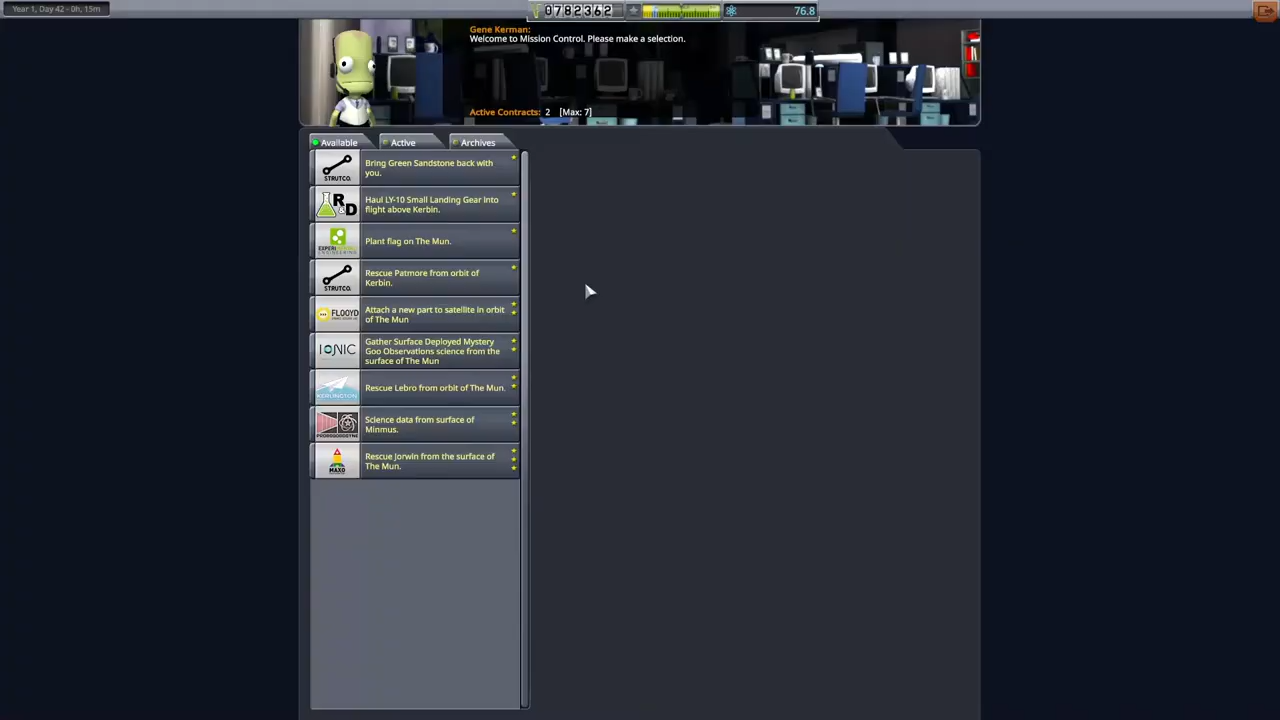 Year 1, Day 42 - 0h, 15m
0782362
76.8
Gene Kerman:
Welcome to Mission Control. Please make a selection.
Active Contracts: 2 [Max: 7]
Available
Active
Archives
STRUTCO.
Bring Green Sandstone back with
you.
R&D
Haul LY-10 Small Landing Gear into
flight above Kerbin.
Plant flag on The Mun.
STRUTCO.
Rescue Patmore from orbit of
Kerbin.
FLOOYD
Attach a new part to satellite in orbit
of The Mun
IONIC
Gather Surface Deployed Mystery
Goo Observations science from the
surface of The Mun
KERLINGTON
Rescue Lebro from orbit of The Mun.
Science data from surface of
Minmus.
MAXO
Rescue Jorwin from the surface of
The Mun.